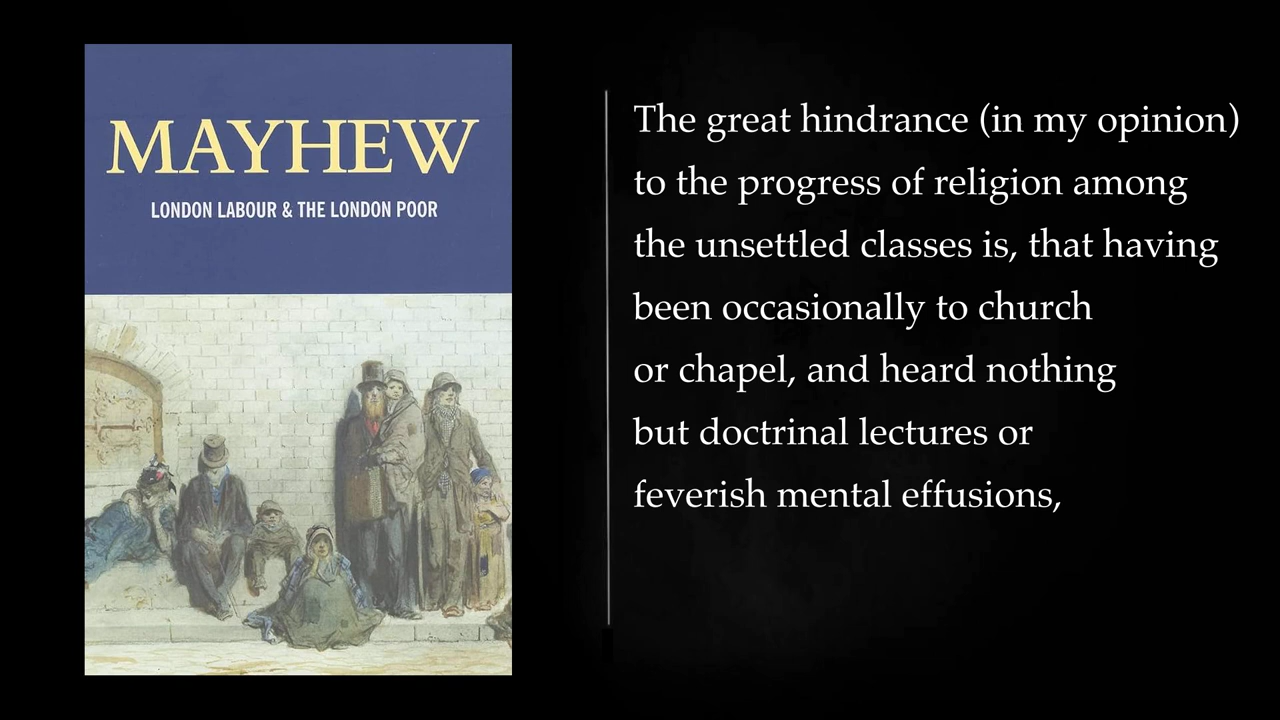 MAYHEW
LONDON LABOUR & THE LONDON POOR
The great hindrance (in my opinion)
to the progress of religion among
the unsettled classes is, that having
been occasionally to church
or chapel, and heard nothing
but doctrinal lectures or
feverish mental effusions,